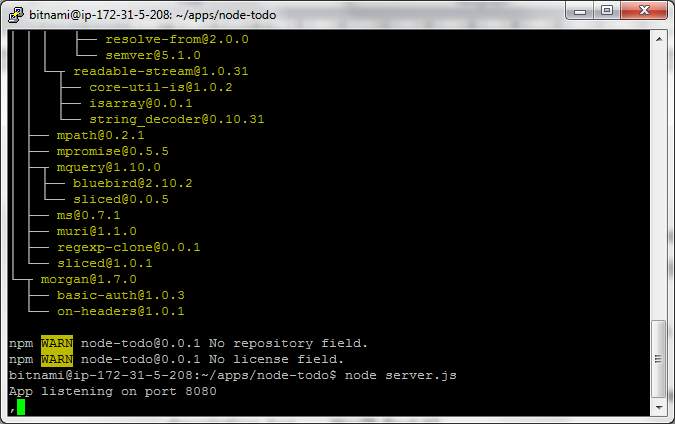 bitnami@ip-172-31-5-208: ~/apps/node-todo
│ │ │   ├── resolve-from@2.0.0
│ │ │   └── semver@5.1.0
│ │ └─┬ readable-stream@1.0.31
│ │   ├── core-util-is@1.0.2
│ │   ├── isarray@0.0.1
│ │   └── string_decoder@0.10.31
│ ├── mpath@0.2.1
│ ├── mpromise@0.5.5
│ ├─┬ mquery@1.10.0
│ │ ├── bluebird@2.10.2
│ │ └── sliced@0.0.5
│ ├── ms@0.7.1
│ ├── muri@1.1.0
│ ├── regexp-clone@0.0.1
│ └── sliced@1.0.1
└─┬ morgan@1.7.0
  ├── basic-auth@1.0.3
  └── on-headers@1.0.1
npm WARN node-todo@0.0.1 No repository field.
npm WARN node-todo@0.0.1 No license field.
bitnami@ip-172-31-5-208:~/apps/node-todo$ node server.js
App listening on port 8080
,